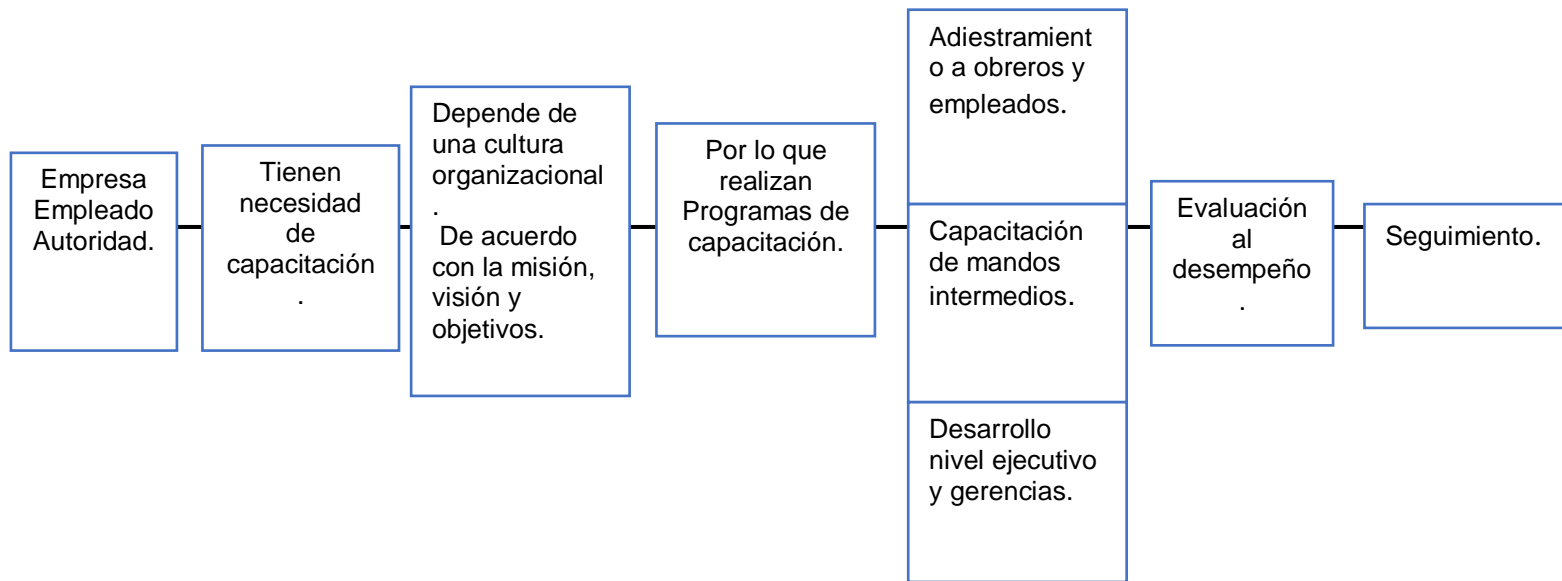 Empresa
Empleado
Autoridad.
Tienen
necesidad
de
capacitación
.
Depende de
una cultura
organizacional
.
De acuerdo
con la misión,
visión y
objetivos.
Por lo que
realizan
Programas de
capacitación.
Adiestramient
o a obreros y
empleados.
Capacitación
de mandos
intermedios.
Desarrollo
nivel ejecutivo
y gerencias.
Evaluación
al
desempeño
.
Seguimiento.